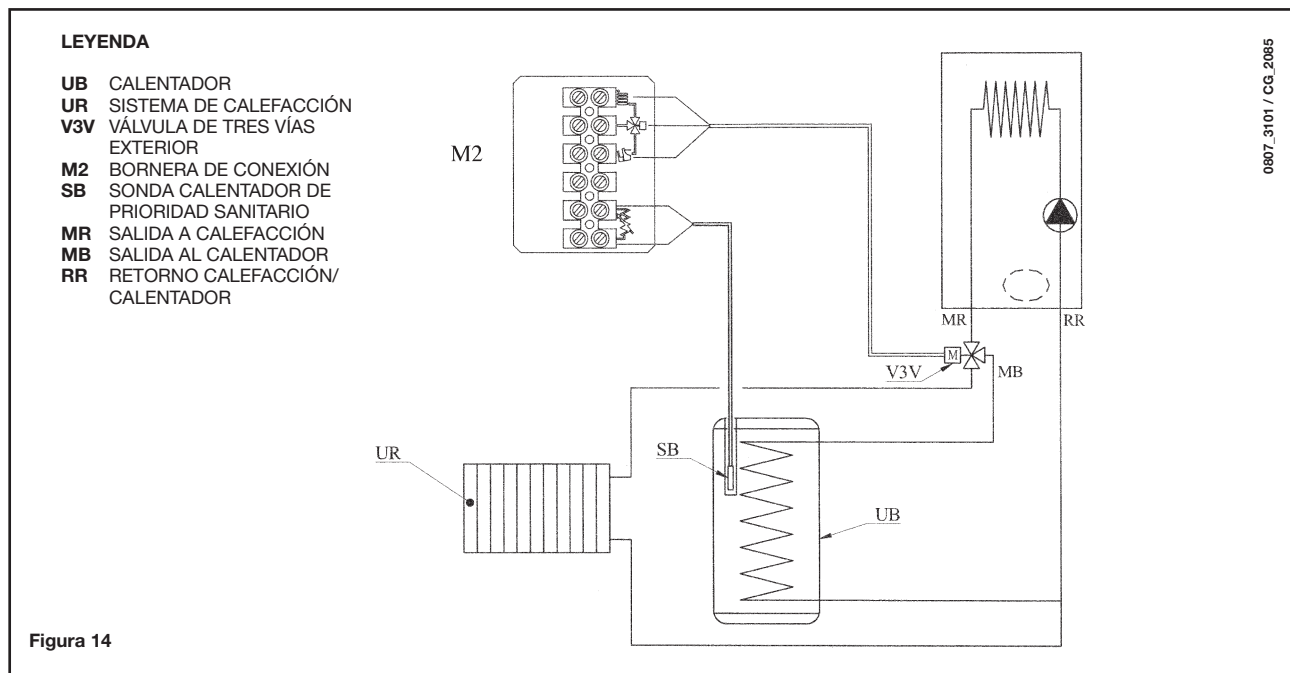 LEYENDA
UB CALENTADOR
UR SISTEMA DE CALEFACCIÓN
V3V VÁLVULA DE TRES VÍAS
EXTERIOR
M2 BORNERA DE CONEXIÓN
SB SONDA CALENTADOR DE
PRIORIDAD SANITARIO
MR SALIDA A CALEFACCIÓN
MB SALIDA AL CALENTADOR
RR RETORNO CALEFACCIÓN/
CALENTADOR
M2
0807_3101 / CG_2085
MR
RR
M
V3V
MB
UR
SB
UB
Figura 14